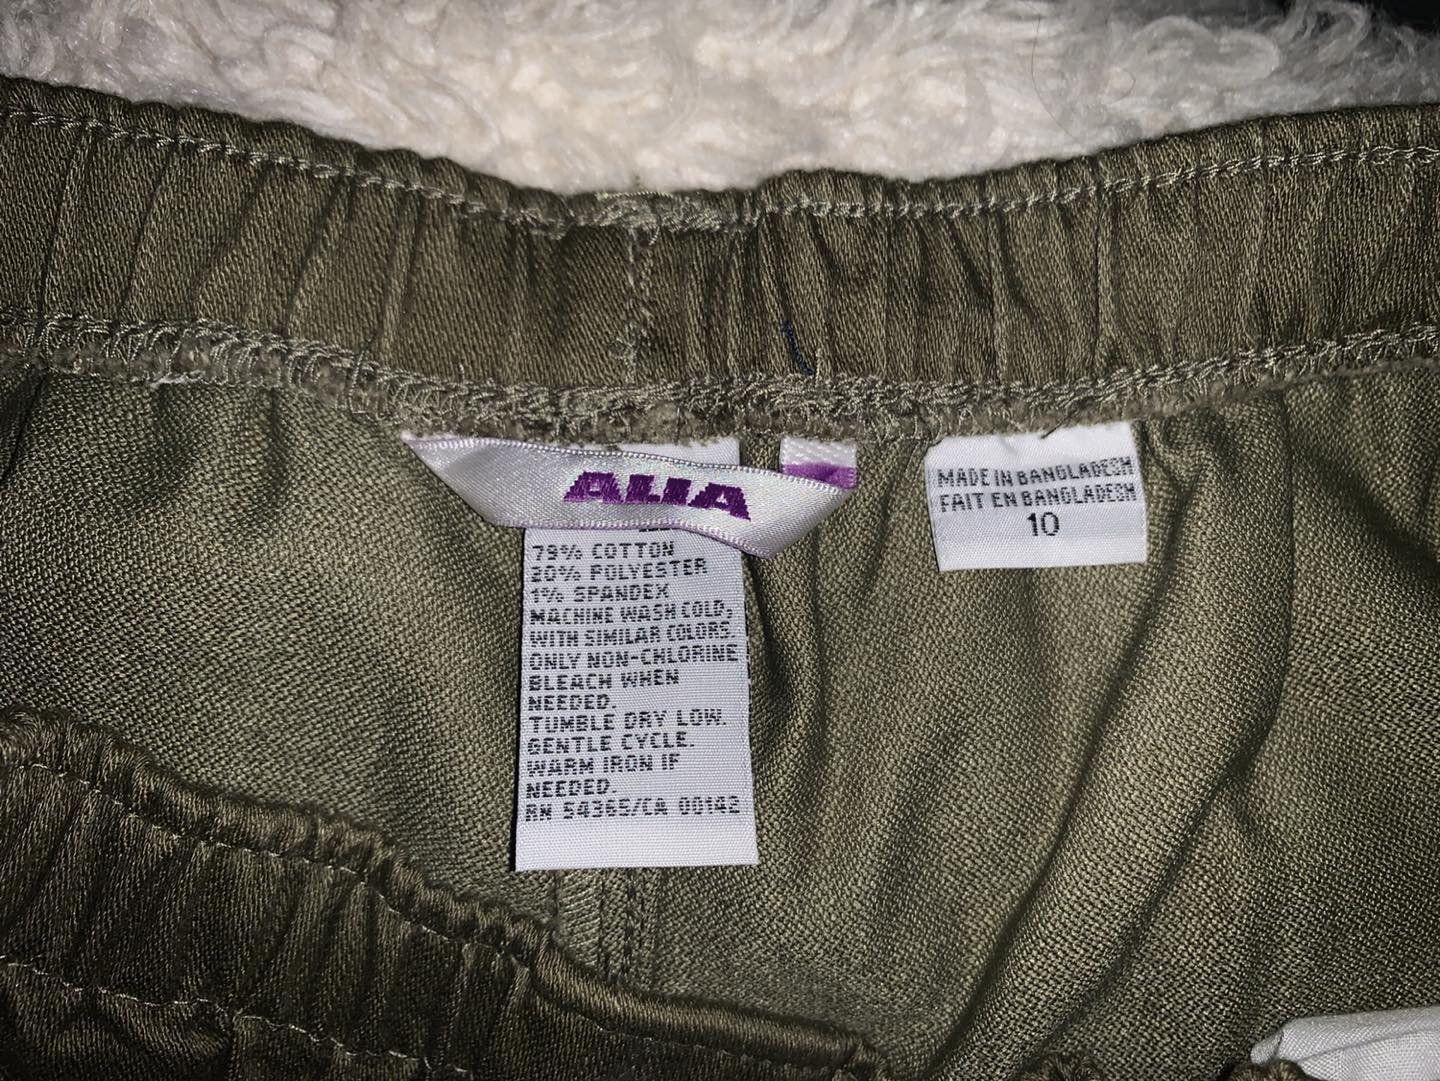 ALIA
79% COTTON
20% POLYESTER
1% SPANDEX
MACHINE WASH COLD,
WITH SIMILAR COLORS.
ONLY NON-CHLORINE
BLEACH WHEN
NEEDED.
TUMBLE DRY LOW.
GENTLE CYCLE.
WARM IRON IF
NEEDED.
RN 54365/CA 00142
MADE IN BANGLADESH
FAIT EN BANGLADESH
10